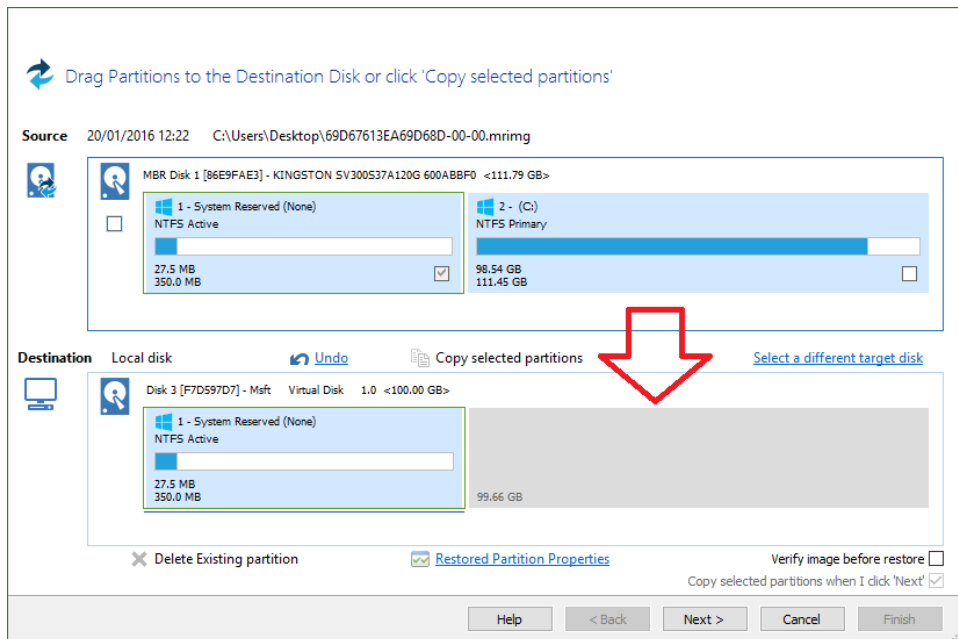 Drag Partitions to the Destination Disk or click 'Copy selected partitions'
Source 20/01/2016 12:22 C:\Users\Desktop\69D67613EA69D68D-00-00.mrimg
MBR Disk 1 [86E9FAE3] - KINGSTON SV300S37A120G 600ABBF0 <111.79 GB>
1 - System Reserved (None)
NTFS Active
27.5 MB
350.0 MB
2 - (C:)
NTFS Primary
98.54 GB
111.45 GB
Destination Local disk Undo Copy selected partitions Select a different target disk
Disk 3 [F7D597D7] - Msft Virtual Disk 1.0 <100.00 GB>
1 - System Reserved (None)
NTFS Active
27.5 MB
350.0 MB
99.66 GB
Delete Existing partition Restored Partition Properties Verify image before restore
Copy selected partitions when I click 'Next'
Help < Back Next > Cancel Finish